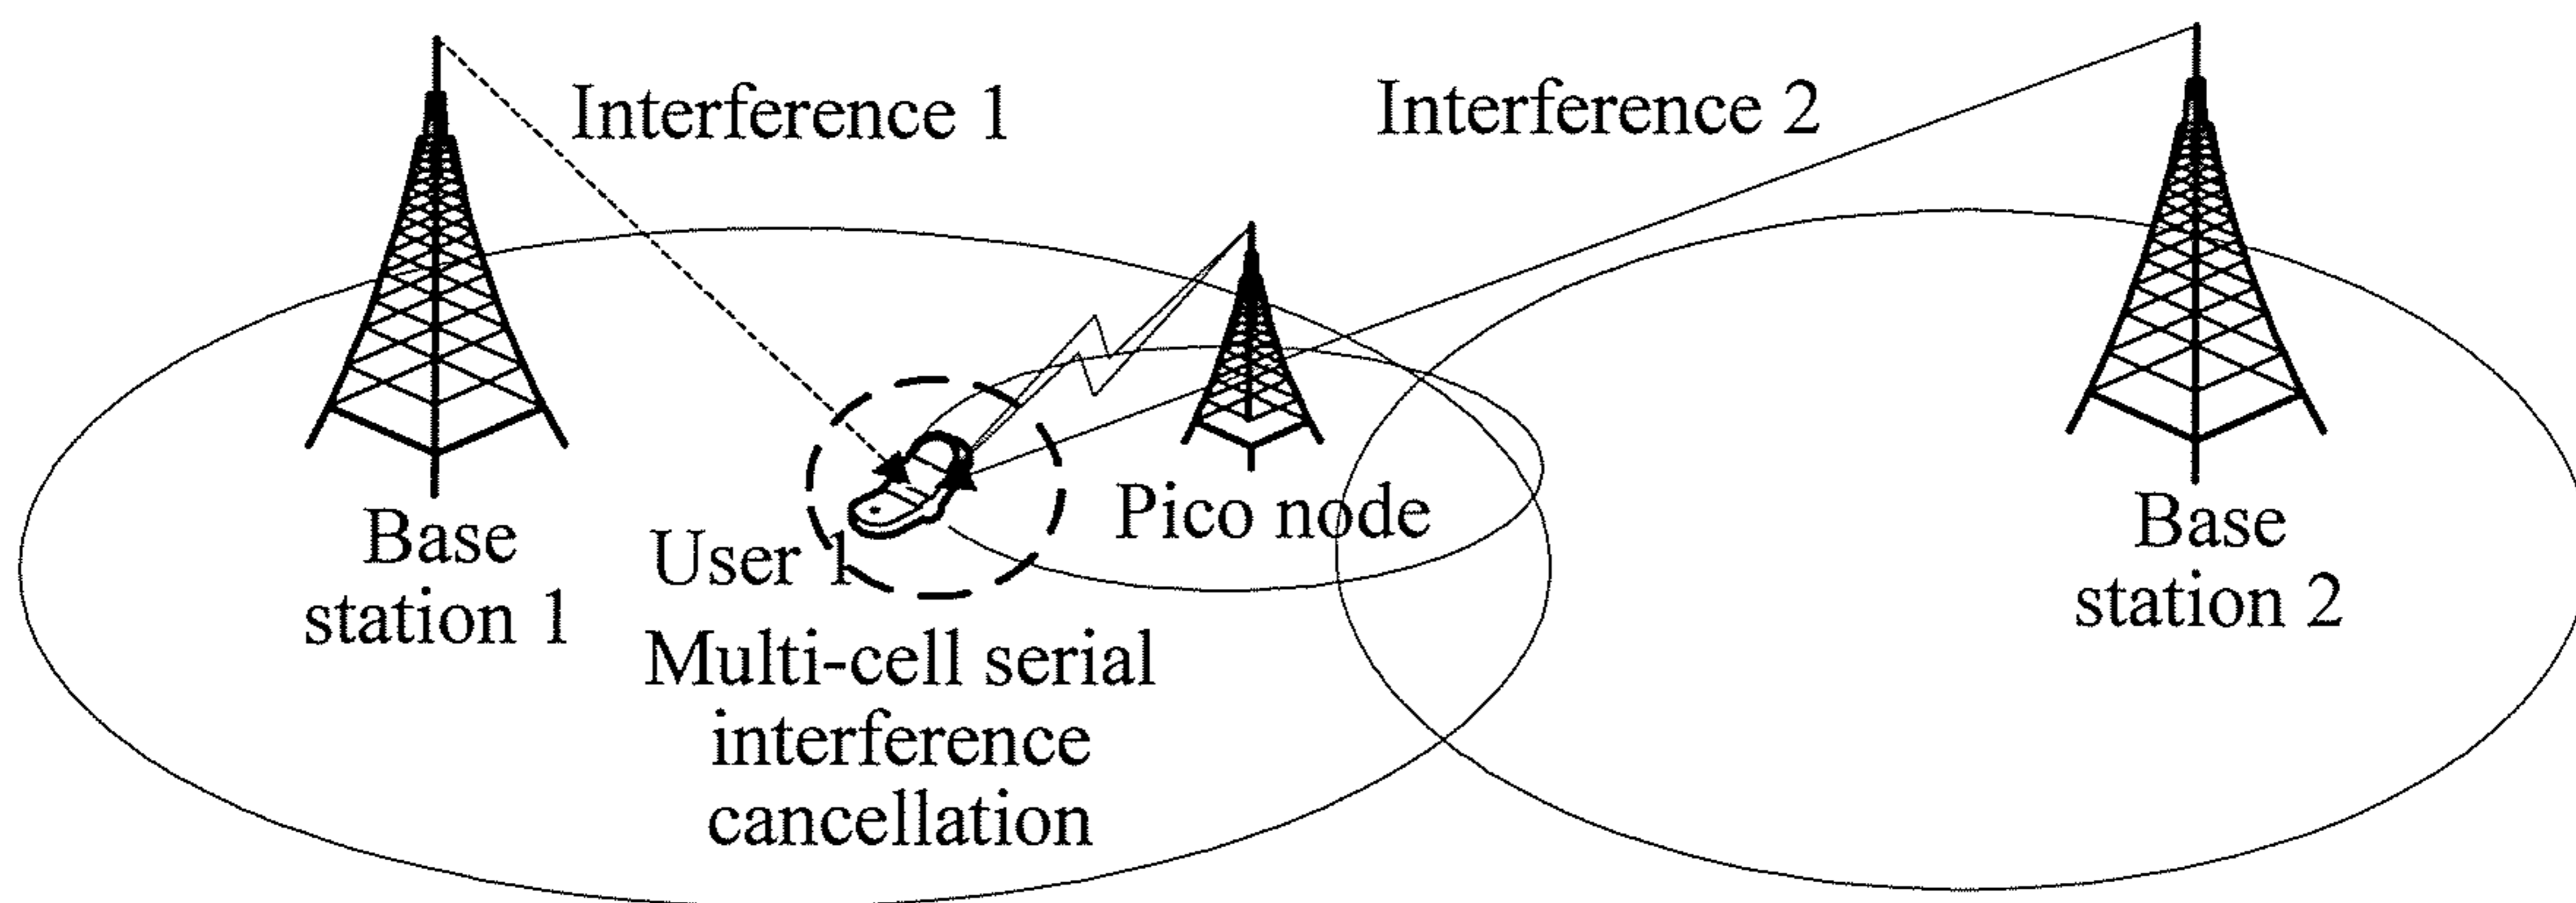 Interference 1
Interference 2
Base
station 1
User 1
Pico node
Base
station 2
Multi-cell serial
interference
cancellation